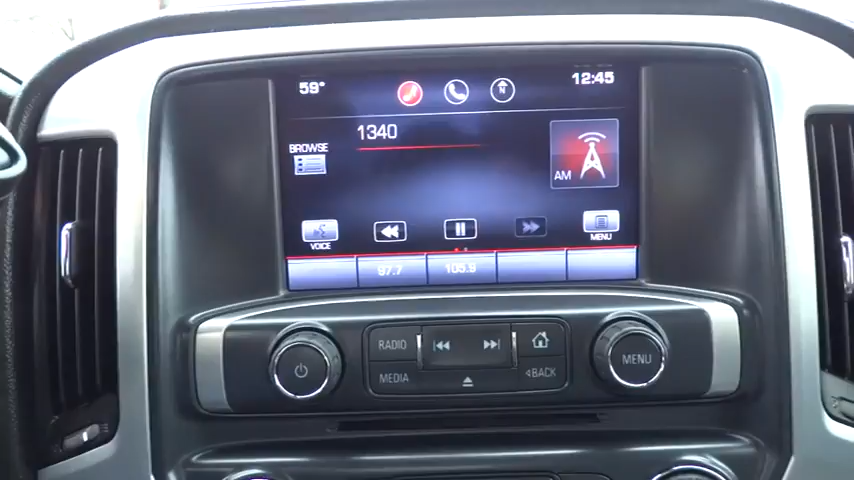 59°
12:45
N
1340
BROWSE
AM
VOICE
MENU
97.7
105.9
RADIO
MEDIA
BACK
MENU